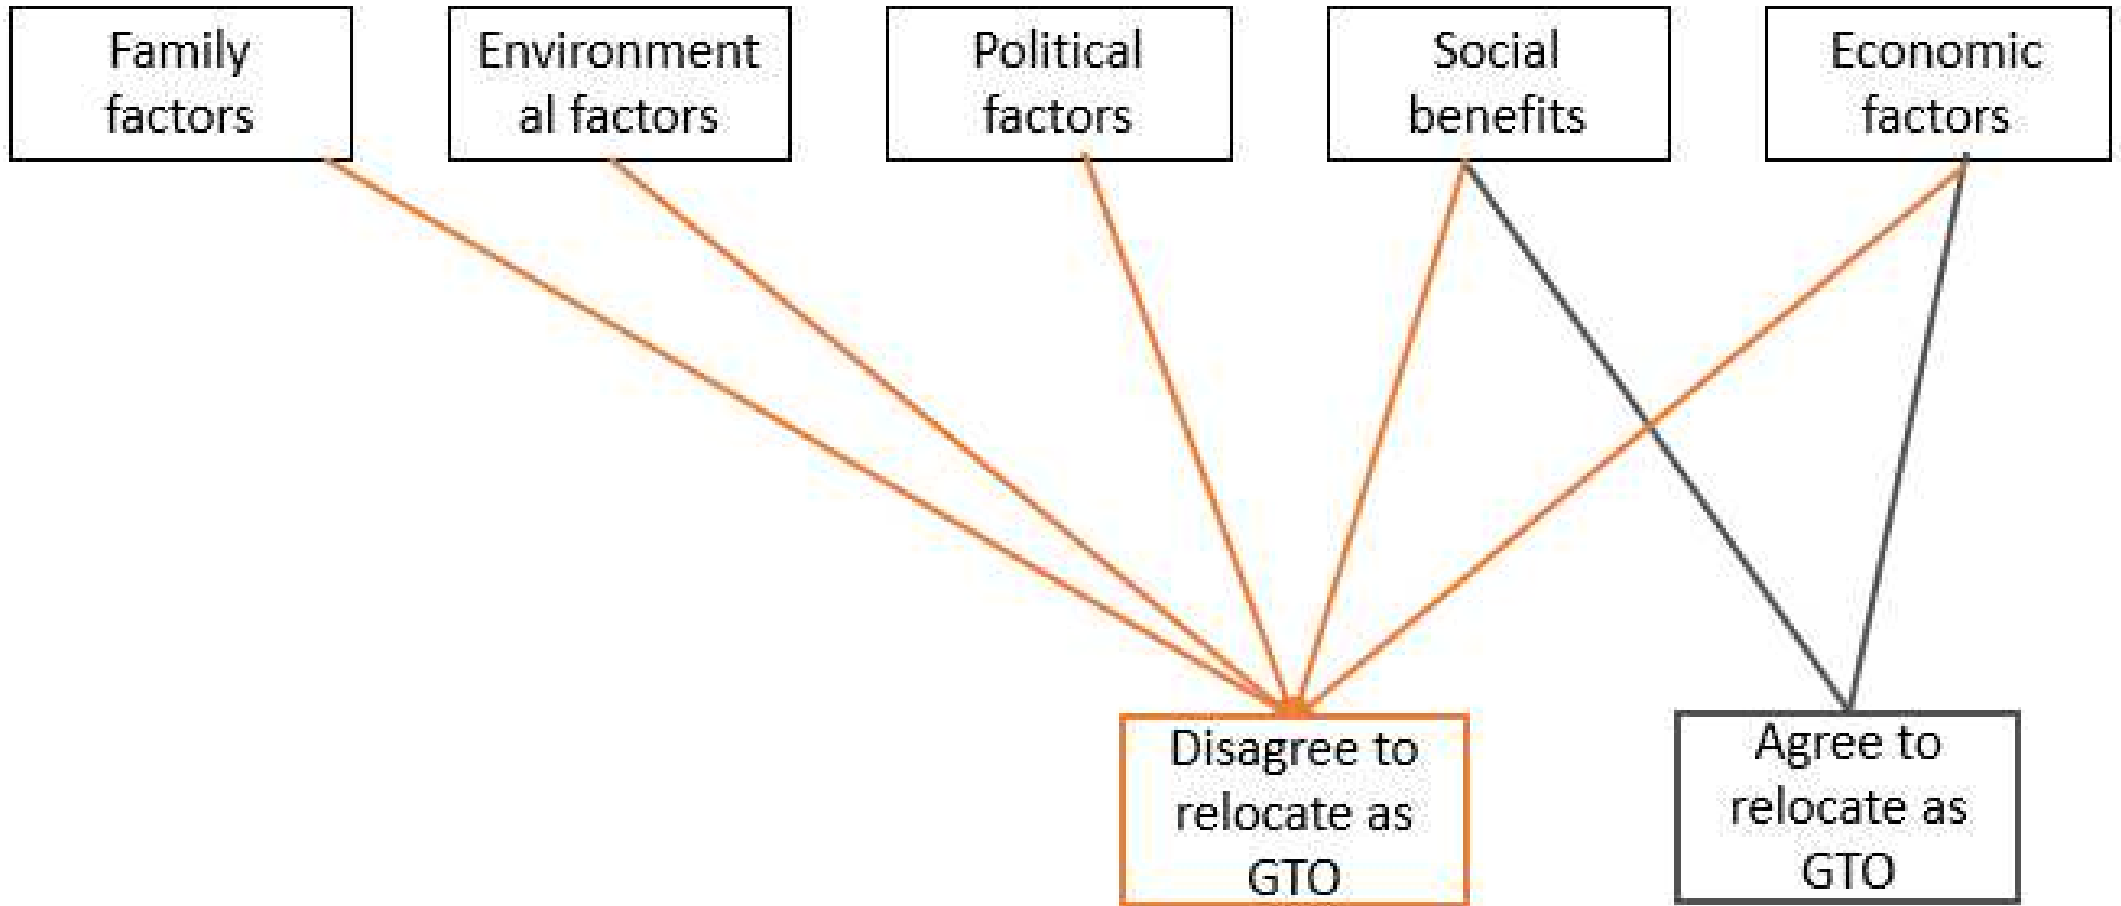 Family
factors
Environment
al factors
Political
factors
Social
benefits
Economic
factors
Disagree to
relocate as
GTO
Agree to
relocate as
GTO